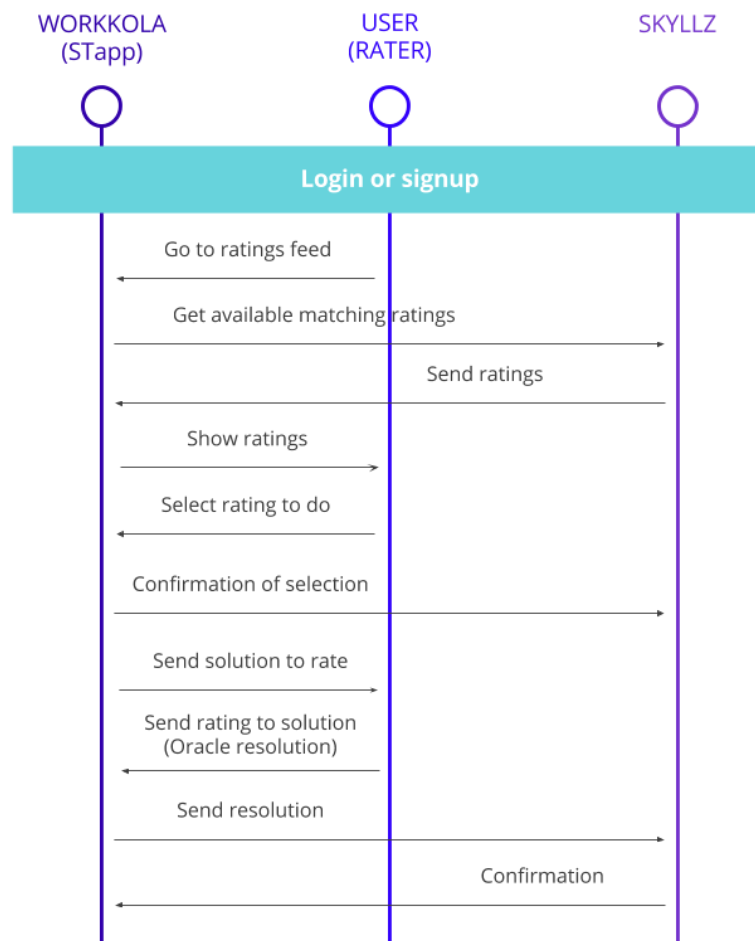 WORKKOLA
(STapp)
USER
(RATER)
SKYLLZ
Login or signup
Go to ratings feed
Get available matching ratings
Send ratings
Show ratings
Select rating to do
Confirmation of selection
Send solution to rate
Send rating to solution
(Oracle resolution)
Send resolution
Confirmation